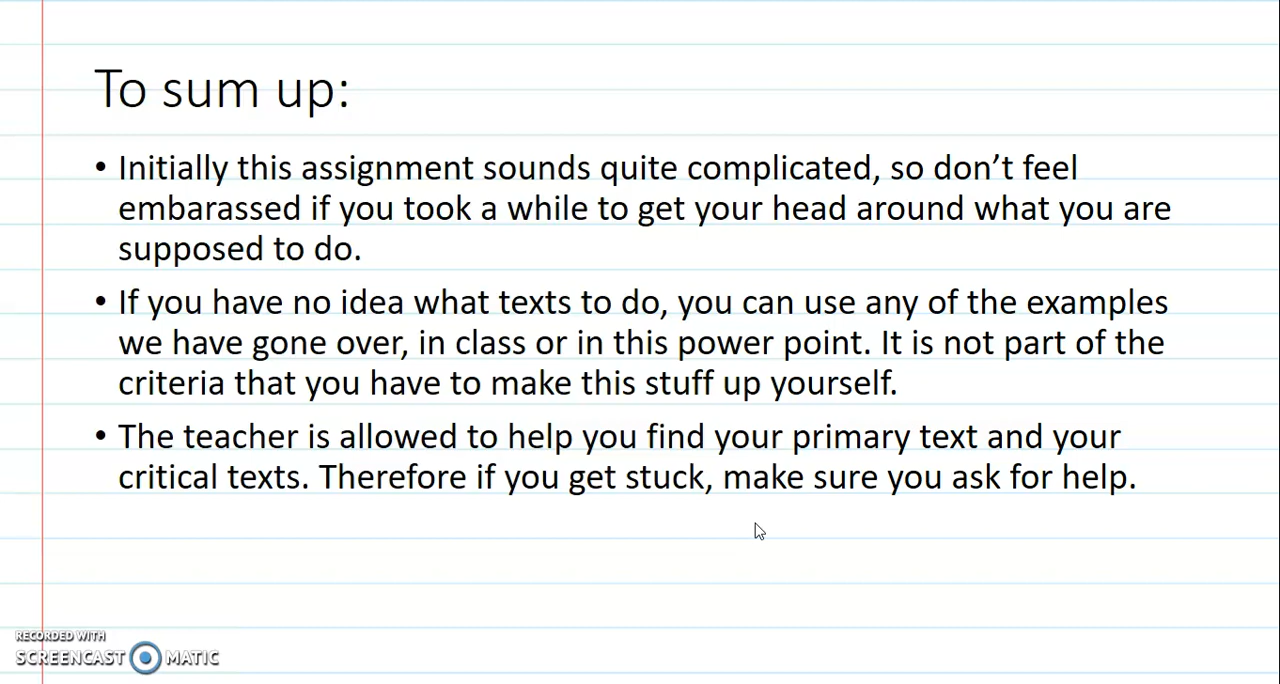 To sum up:
• Initially this assignment sounds quite complicated, so don’t feel
embarassed if you took a while to get your head around what you are
supposed to do.
• If you have no idea what texts to do, you can use any of the examples
we have gone over, in class or in this power point. It is not part of the
criteria that you have to make this stuff up yourself.
• The teacher is allowed to help you find your primary text and your
critical texts. Therefore if you get stuck, make sure you ask for help.
RECORDED WITH
SCREENCAST MATIC